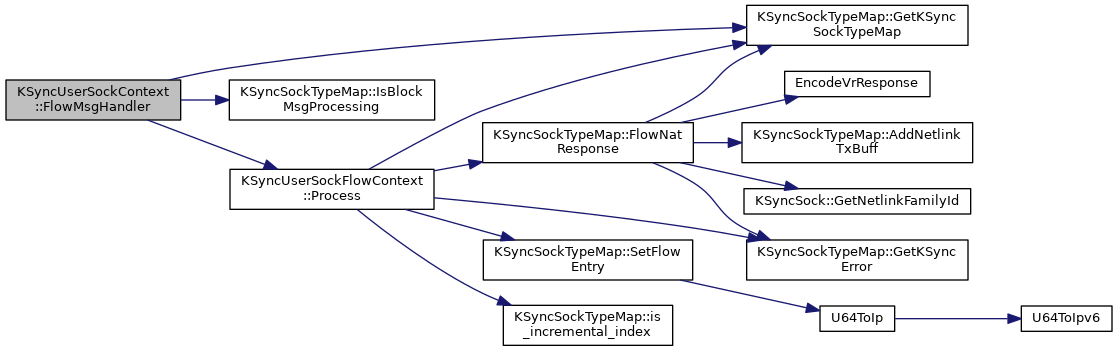 KSyncUserSockContext
::FlowMsgHandler
KSyncSockTypeMap::GetKSync
SockTypeMap
KSyncSockTypeMap::IsBlock
MsgProcessing
KSyncUserSockFlowContext
::Process
KSyncSockTypeMap::FlowNat
Response
EncodeVrResponse
KSyncSockTypeMap::AddNetlink
TxBuff
KSyncSock::GetNetlinkFamilyId
KSyncSockTypeMap::GetKSync
Error
KSyncSockTypeMap::SetFlow
Entry
KSyncSockTypeMap::is
_incremental_index
U64ToIp
U64ToIpv6